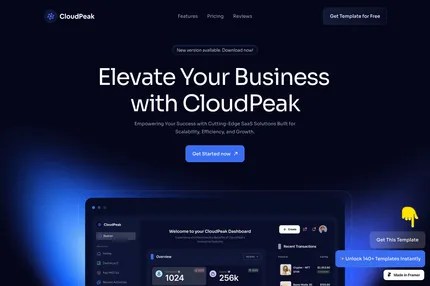 CloudPeak
Features
Pricing
Reviews
Get Template for Free
New version available. Download now!
Elevate Your Business
with CloudPeak
Empowering Your Success with Cutting-Edge SaaS Solutions Built for
Scalability, Efficiency, and Growth.
Get Started now
CloudPeak
Welcome to your CloudPeak Dashboard
Overview
1024
256k
Recent Transactions
Get This Template
Unlock 140+ Templates Instantly
Made in Framer